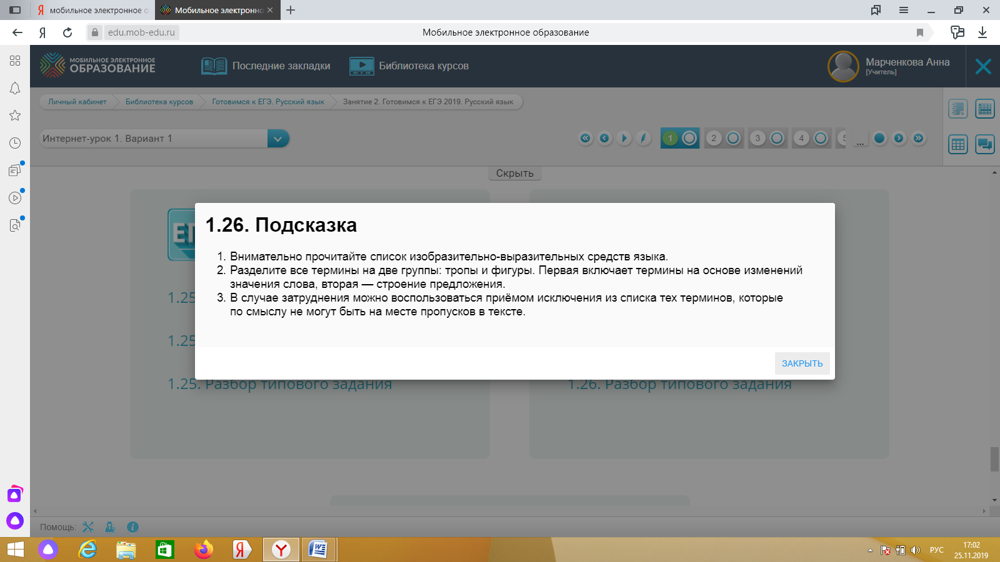 мобильное электронное о
Мобильное электронно
edu.mob-edu.ru
Мобильное электронное образование
МОБИЛЬНОЕ ЭЛЕКТРОННОЕ
ОБРАЗОВАНИЕ
Последние закладки
Библиотека курсов
Марченкова Анна
[Учитель]
Личный кабинет
Библиотека курсов
Готовимся к ЕГЭ. Русский язык
Занятие 2. Готовимся к ЕГЭ 2019. Русский язык
Интернет-урок 1. Вариант 1
1 2 3 4 5 ...
Скрыть
ЕГ
1.26. Подсказка
1. Внимательно прочитайте список изобразительно-выразительных средств языка.
2. Разделите все термины на две группы: тропы и фигуры. Первая включает термины на основе изменений
значения слова, вторая — строение предложения.
3. В случае затруднения можно воспользоваться приёмом исключения из списка тех терминов, которые
по смыслу не могут быть на месте пропусков в тексте.
ЗАКРЫТЬ
1.25
1.25
1.25. Разбор типового задания
1.26. Разбор типового задания
Помощь:
РУС
17:02
25.11.2019